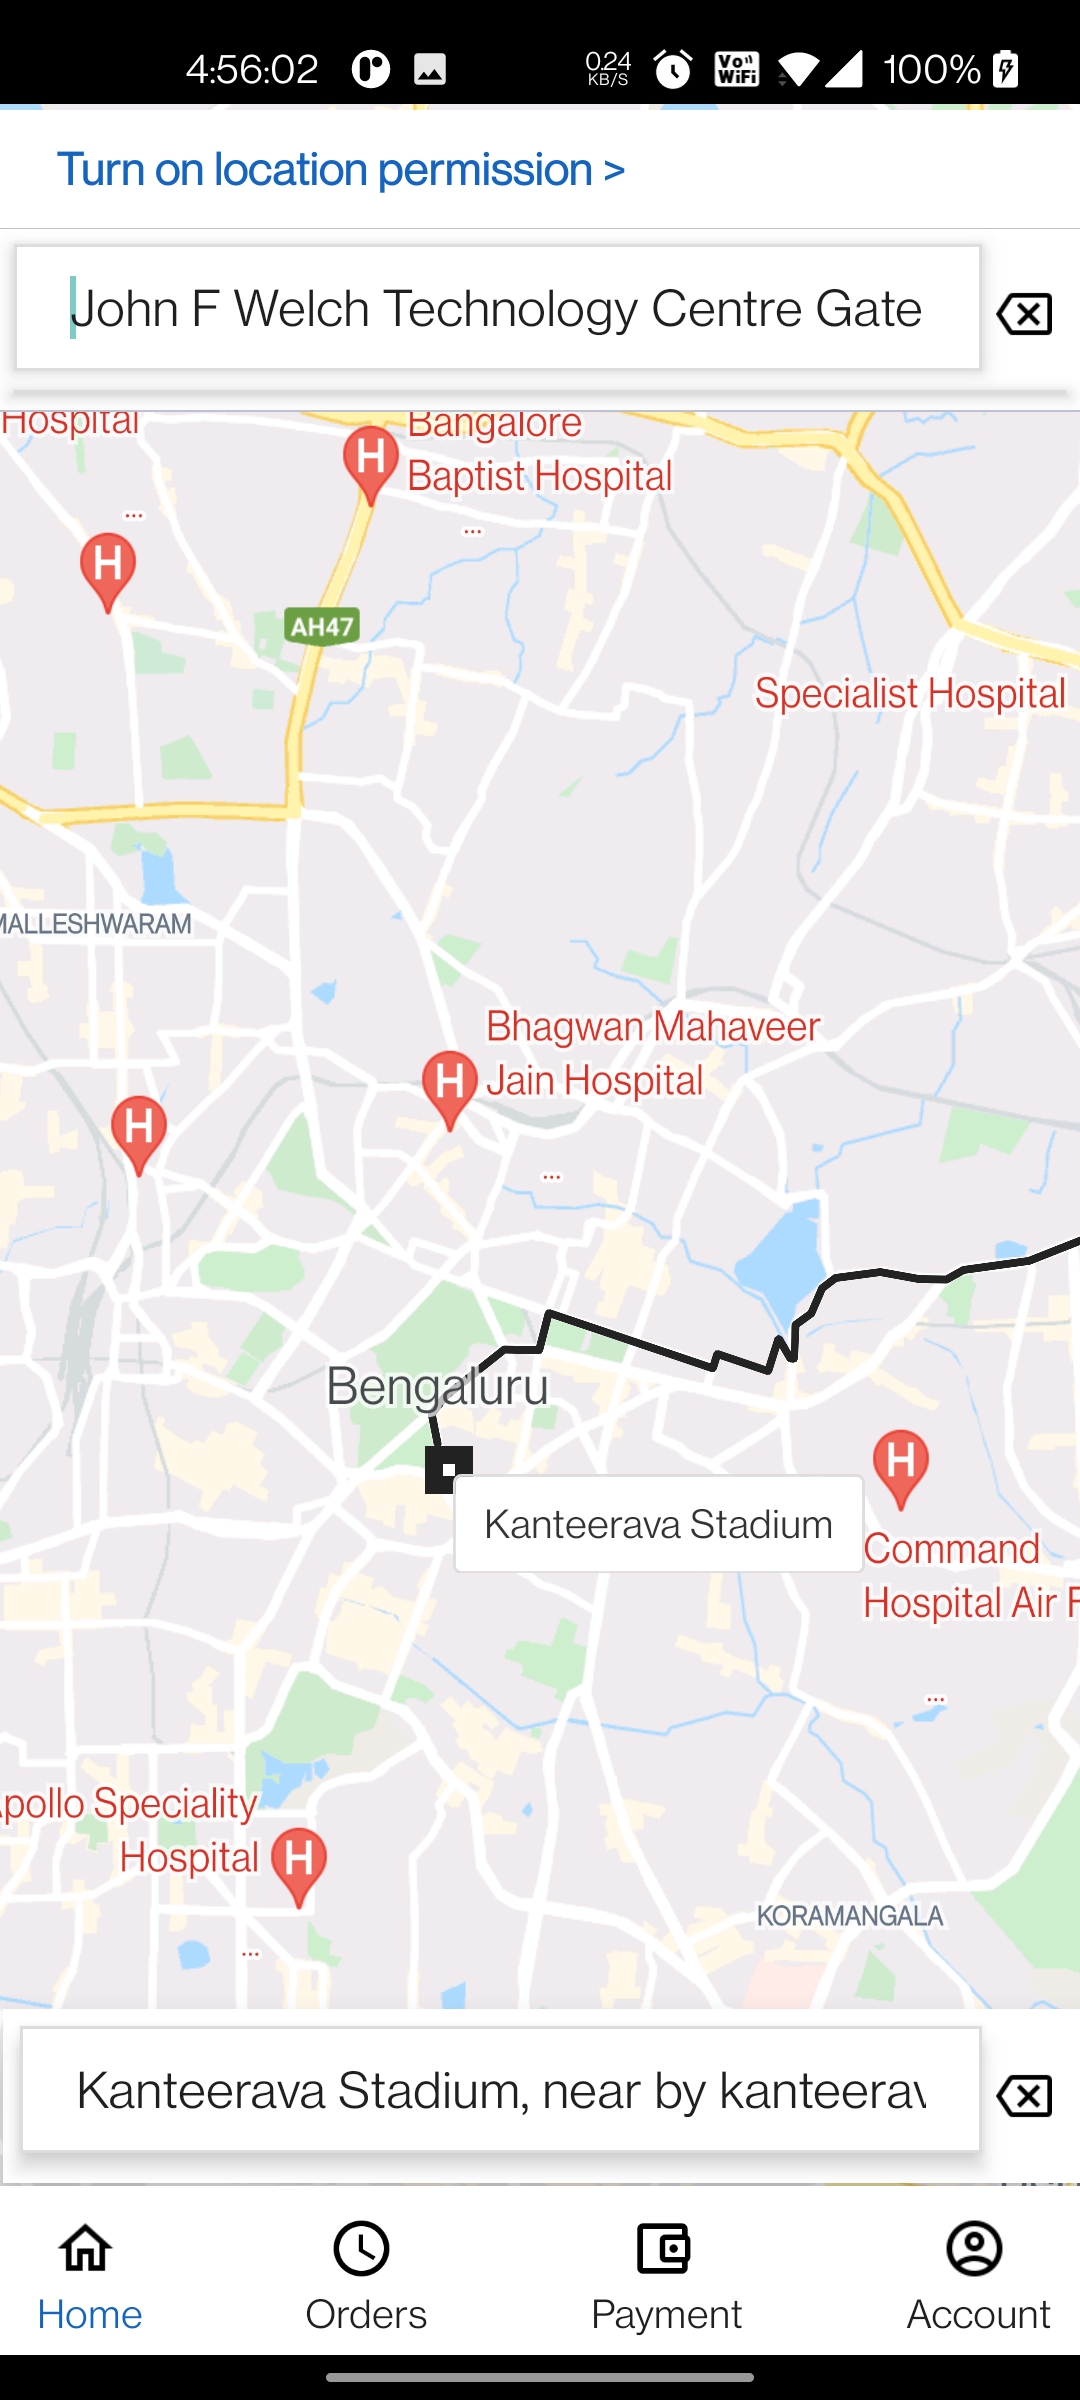 4:56:02 0.24 KB/S Vo WiFi 100%
Turn on location permission >
John F Welch Technology Centre Gate
Hospital
H
Bangalore
Baptist Hospital
...
...
H
AH47
Specialist Hospital
MALLESHWARAM
Bhagwan Mahaveer
H Jain Hospital
H
...
Bengaluru
H
Kanteerava Stadium
Command
Hospital Air F
...
Apollo Speciality
Hospital H
KORAMANGALA
...
Kanteerava Stadium, near by kanteerav
Home Orders Payment Account